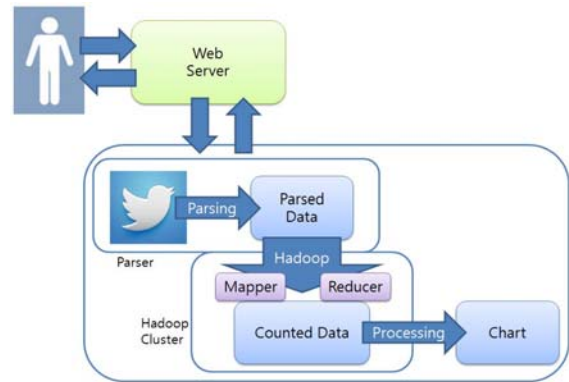 Web
Server
Parsing
Parsed
Data
Parser
Hadoop
Mapper
Reducer
Hadoop
Cluster
Counted Data
Processing
Chart